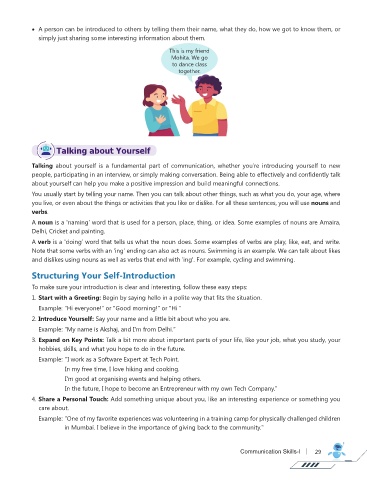 • A person can be introduced to others by telling them their name, what they do, how we got to know them, or
simply just sharing some interesting information about them.
This is my friend
Mohita. We go
to dance class
together.
Talking about Yourself
Talking about yourself is a fundamental part of communication, whether you're introducing yourself to new
people, participating in an interview, or simply making conversation. Being able to effectively and confidently talk
about yourself can help you make a positive impression and build meaningful connections.
You usually start by telling your name. Then you can talk about other things, such as what you do, your age, where
you live, or even about the things or activities that you like or dislike. For all these sentences, you will use nouns and
verbs.
A noun is a 'naming' word that is used for a person, place, thing, or idea. Some examples of nouns are Amaira,
Delhi, Cricket and painting.
A verb is a 'doing' word that tells us what the noun does. Some examples of verbs are play, like, eat, and write.
Note that some verbs with an 'ing' ending can also act as nouns. Swimming is an example. We can talk about likes
and dislikes using nouns as well as verbs that end with 'ing'. For example, cycling and swimming.
Structuring Your Self-Introduction
To make sure your introduction is clear and interesting, follow these easy steps:
1. Start with a Greeting: Begin by saying hello in a polite way that fits the situation.
Example: "Hi everyone!" or "Good morning!" or "Hi "
2. Introduce Yourself: Say your name and a little bit about who you are.
Example: "My name is Akshaj, and I'm from Delhi."
3. Expand on Key Points: Talk a bit more about important parts of your life, like your job, what you study, your
hobbies, skills, and what you hope to do in the future.
Example: "I work as a Software Expert at Tech Point.
In my free time, I love hiking and cooking.
I'm good at organising events and helping others.
In the future, I hope to become an Entrepreneur with my own Tech Company."
4. Share a Personal Touch: Add something unique about you, like an interesting experience or something you
care about.
Example: "One of my favorite experiences was volunteering in a training camp for physically challenged children
in Mumbai. I believe in the importance of giving back to the community."
Communication Skills-I | 29